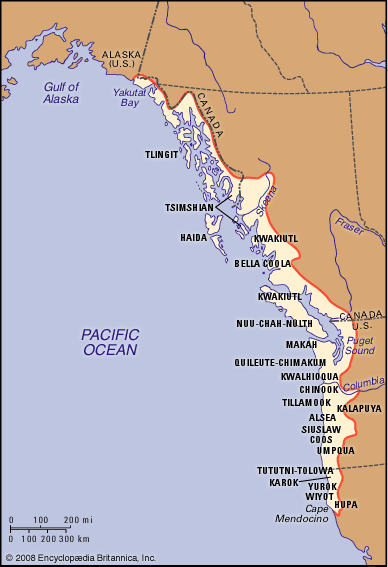 ALASKA
(U.S.)
Gulf of
Alaska
Yakutat
Bay
CANADA
TLINGIT
TSIMSHIAN
Skeena
HAIDA
KWAKIUTL
Fraser
BELLA COOLA
KWAKIUTL
CANADA
U.S.
NUU-CHAH-NULTH
PACIFIC
OCEAN
MAKAH
Puget
Sound
QUILEUTE-CHIMAKUM
KWALHIOQUA
CHINOOK
Columbia
TILLAMOOK
KALAPUYA
ALSEA
SIUSLAW
COOS
UMPQUA
TUTUTNI-TOLOWA
KAROK
YUROK
WIYOT
HUPA
Cape
Mendocino
0 100 200 mi
0 100 200 300 km
© 2008 Encyclopædia Britannica, Inc.